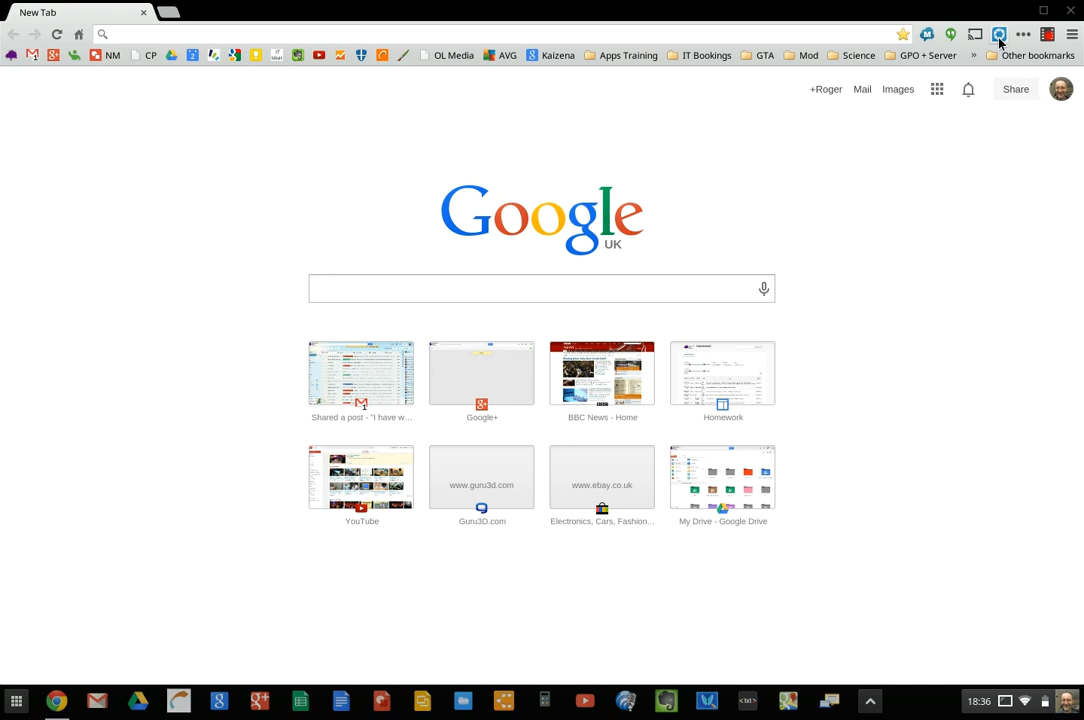 New Tab
NM
CP
OL Media
AVG
Kaizena
Apps Training
IT Bookings
GTA
Mod
Science
GPO + Server
»
Other bookmarks
+Roger
Mail
Images
Share
Google
UK
Shared a post - "I have w...
Google+
BBC News - Home
Homework
www.guru3d.com
www.ebay.co.uk
YouTube
Guru3D.com
Electronics, Cars, Fashion...
My Drive - Google Drive
<txt>
18:36